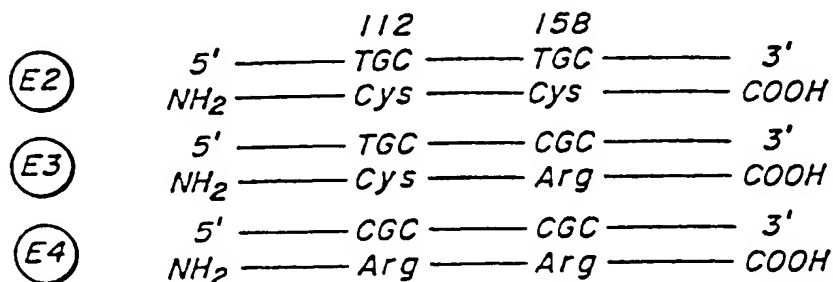 112 158
E2 5' TGC TGC 3'
NH2 Cys Cys COOH
E3 5' TGC CGC 3'
NH2 Cys Arg COOH
E4 5' CGC CGC 3'
NH2 Arg Arg COOH